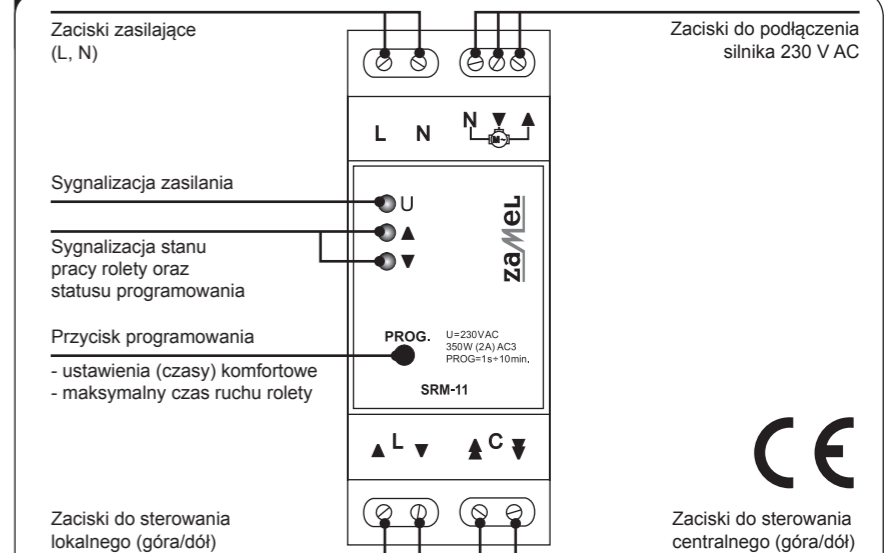 Zaciski zasilające
(L, N)
Zaciski do podłączenia
silnika 230 V AC
L N
N ▼ ▲
M~
Sygnalizacja zasilania
U
▲
▼
zamel
Sygnalizacja stanu
pracy rolety oraz
statusu programowania
Przycisk programowania
- ustawienia (czasy) komfortowe
- maksymalny czas ruchu rolety
PROG.
U=230VAC
350W (2A) AC3
PROG=1s÷10min.
SRM-11
▲ L ▼
C
CE
Zaciski do sterowania
lokalnego (góra/dół)
Zaciski do sterowania
centralnego (góra/dół)